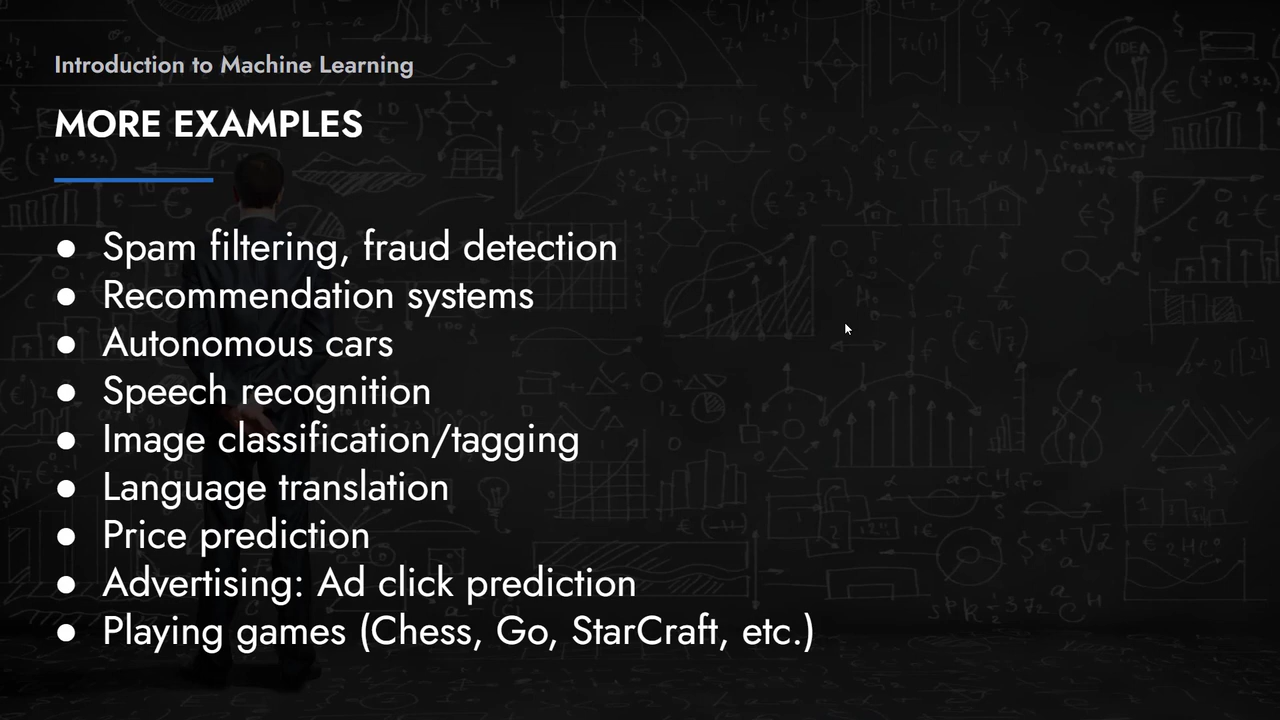 Introduction to Machine Learning
MORE EXAMPLES
● Spam filtering, fraud detection
● Recommendation systems
● Autonomous cars
● Speech recognition
● Image classification/tagging
● Language translation
● Price prediction
● Advertising: Ad click prediction
● Playing games (Chess, Go, StarCraft, etc.)
IDEA